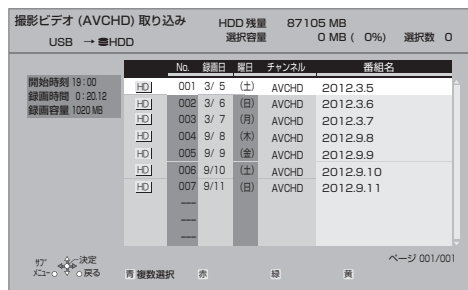 撮影ビデオ (AVCHD) 取り込み HDD 残量 87105 MB
USB → HDD 選択容量 0 MB ( 0%) 選択数 0
No. 録画日 曜日 チャンネル 番組名
開始時刻 19:00
録画時間 0:20.12
録画容量 1020 MB
HD 001 3/ 5 (土) AVCHD 2012.3.5
HD 002 3/ 6 (日) AVCHD 2012.3.6
HD 003 3/ 7 (月) AVCHD 2012.3.7
HD 004 9/ 8 (木) AVCHD 2012.9.8
HD 005 9/ 9 (金) AVCHD 2012.9.9
HD 006 9/10 (土) AVCHD 2012.9.10
HD 007 9/11 (日) AVCHD 2012.9.11
---
---
---
ページ 001/001
サブメニュー 決定 戻る
青 複数選択 赤 緑 黄